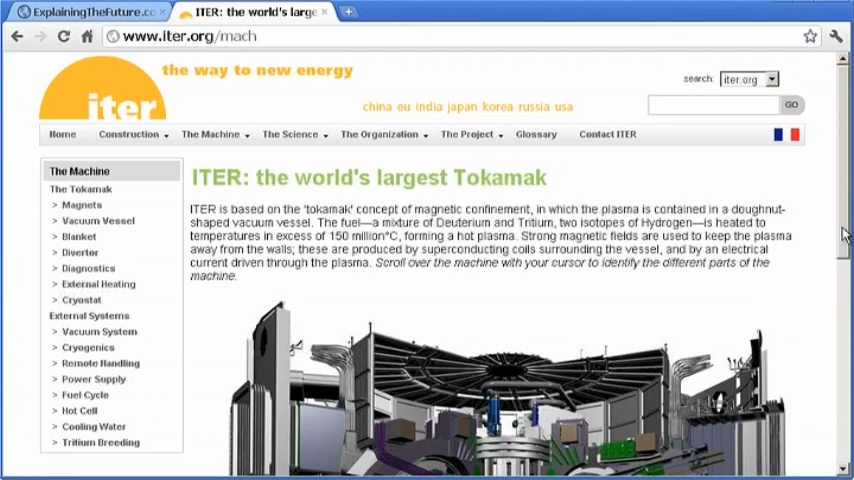 ExplainingTheFuture.co
ITER: the world's large
www.iter.org/mach
the way to new energy
iter
search: iter.org
china eu india japan korea russia usa
GO
Home Construction The Machine The Science The Organization The Project Glossary Contact ITER
The Machine
The Tokamak
> Magnets
> Vacuum Vessel
> Blanket
> Divertor
> Diagnostics
> External Heating
> Cryostat
External Systems
> Vacuum System
> Cryogenics
> Remote Handling
> Power Supply
> Fuel Cycle
> Hot Cell
> Cooling Water
> Tritium Breeding
ITER: the world's largest Tokamak
ITER is based on the 'tokamak' concept of magnetic confinement, in which the plasma is contained in a doughnut-
shaped vacuum vessel. The fuel—a mixture of Deuterium and Tritium, two isotopes of Hydrogen—is heated to
temperatures in excess of 150 million°C, forming a hot plasma. Strong magnetic fields are used to keep the plasma
away from the walls; these are produced by superconducting coils surrounding the vessel, and by an electrical
current driven through the plasma. Scroll over the machine with your cursor to identify the different parts of the
machine.